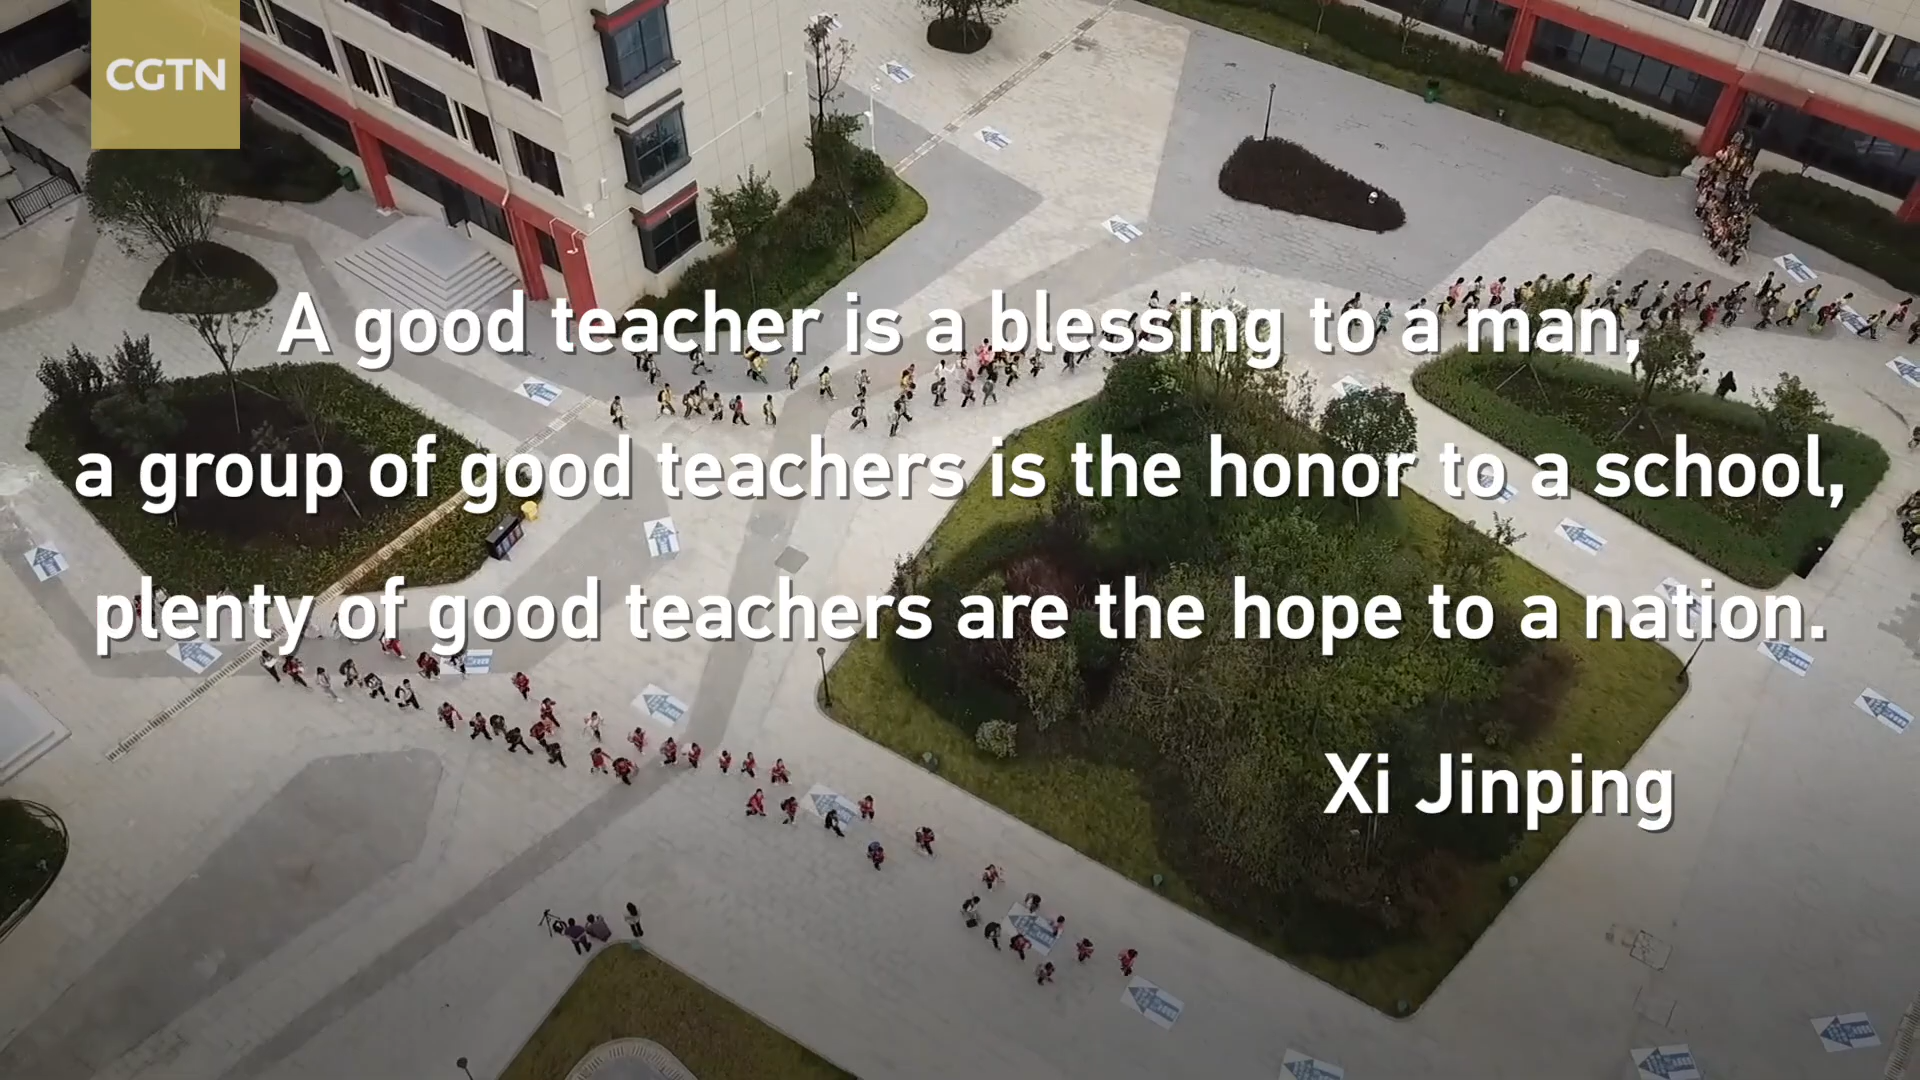 CGTN
A good teacher is a blessing to a man,
a group of good teachers is the honor to a school,
plenty of good teachers are the hope to a nation.
Xi Jinping